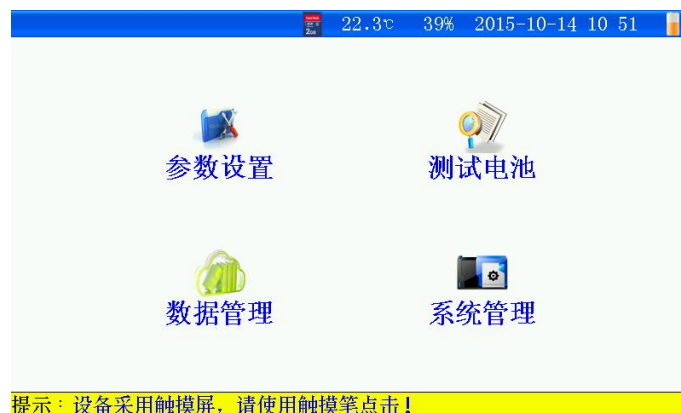 22.3℃ 39% 2015-10-14 10 51
参数设置
测试电池
数据管理
系统管理
提示：设备采用触摸屏，请使用触摸笔点击！